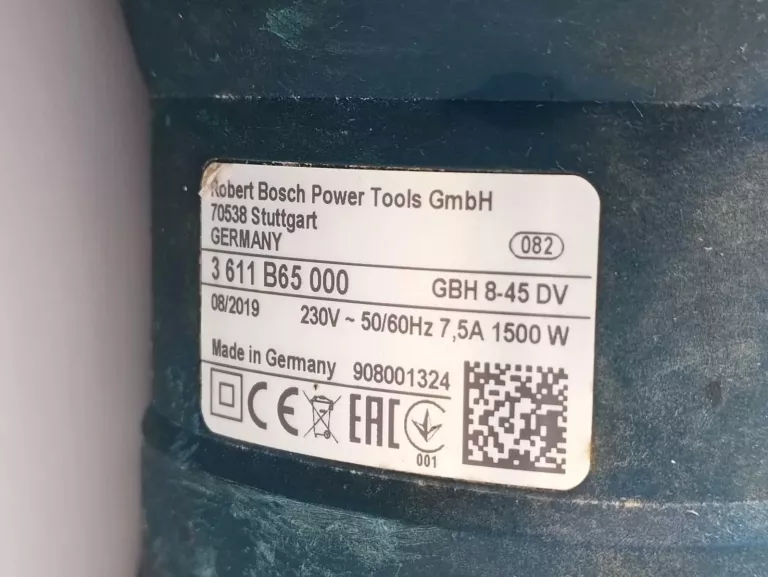 Robert Bosch Power Tools GmbH
70538 Stuttgart
GERMANY
082
3 611 B65 000 GBH 8-45 DV
08/2019 230V ~ 50/60Hz 7,5A 1500 W
Made in Germany 908001324
CE EAC
001